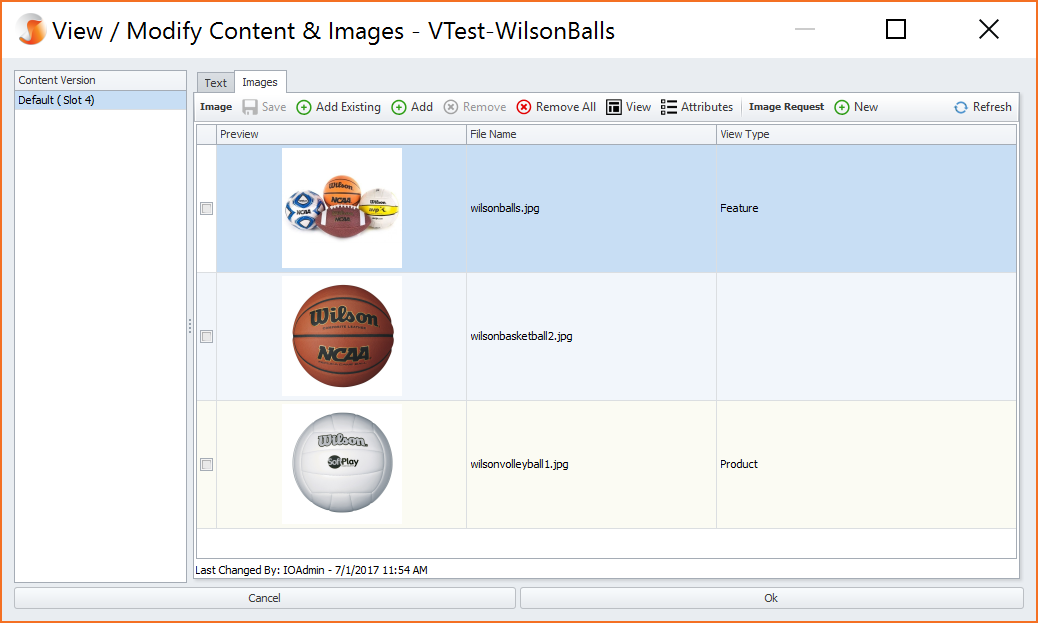 View / Modify Content & Images - VTest-WilsonBalls
Content Version
Default ( Slot 4)
Text Images
Image Save Add Existing Add Remove Remove All View Attributes Image Request New Refresh
Preview File Name View Type
Wilson
NCAA
NCAA
NCAA
wilsonballs.jpg Feature
Wilson
NCAA
wilsonbasketball2.jpg
Wilson
SoftPlay
wilsonvolleyball1.jpg Product
Last Changed By: IOAdmin - 7/1/2017 11:54 AM
Cancel Ok